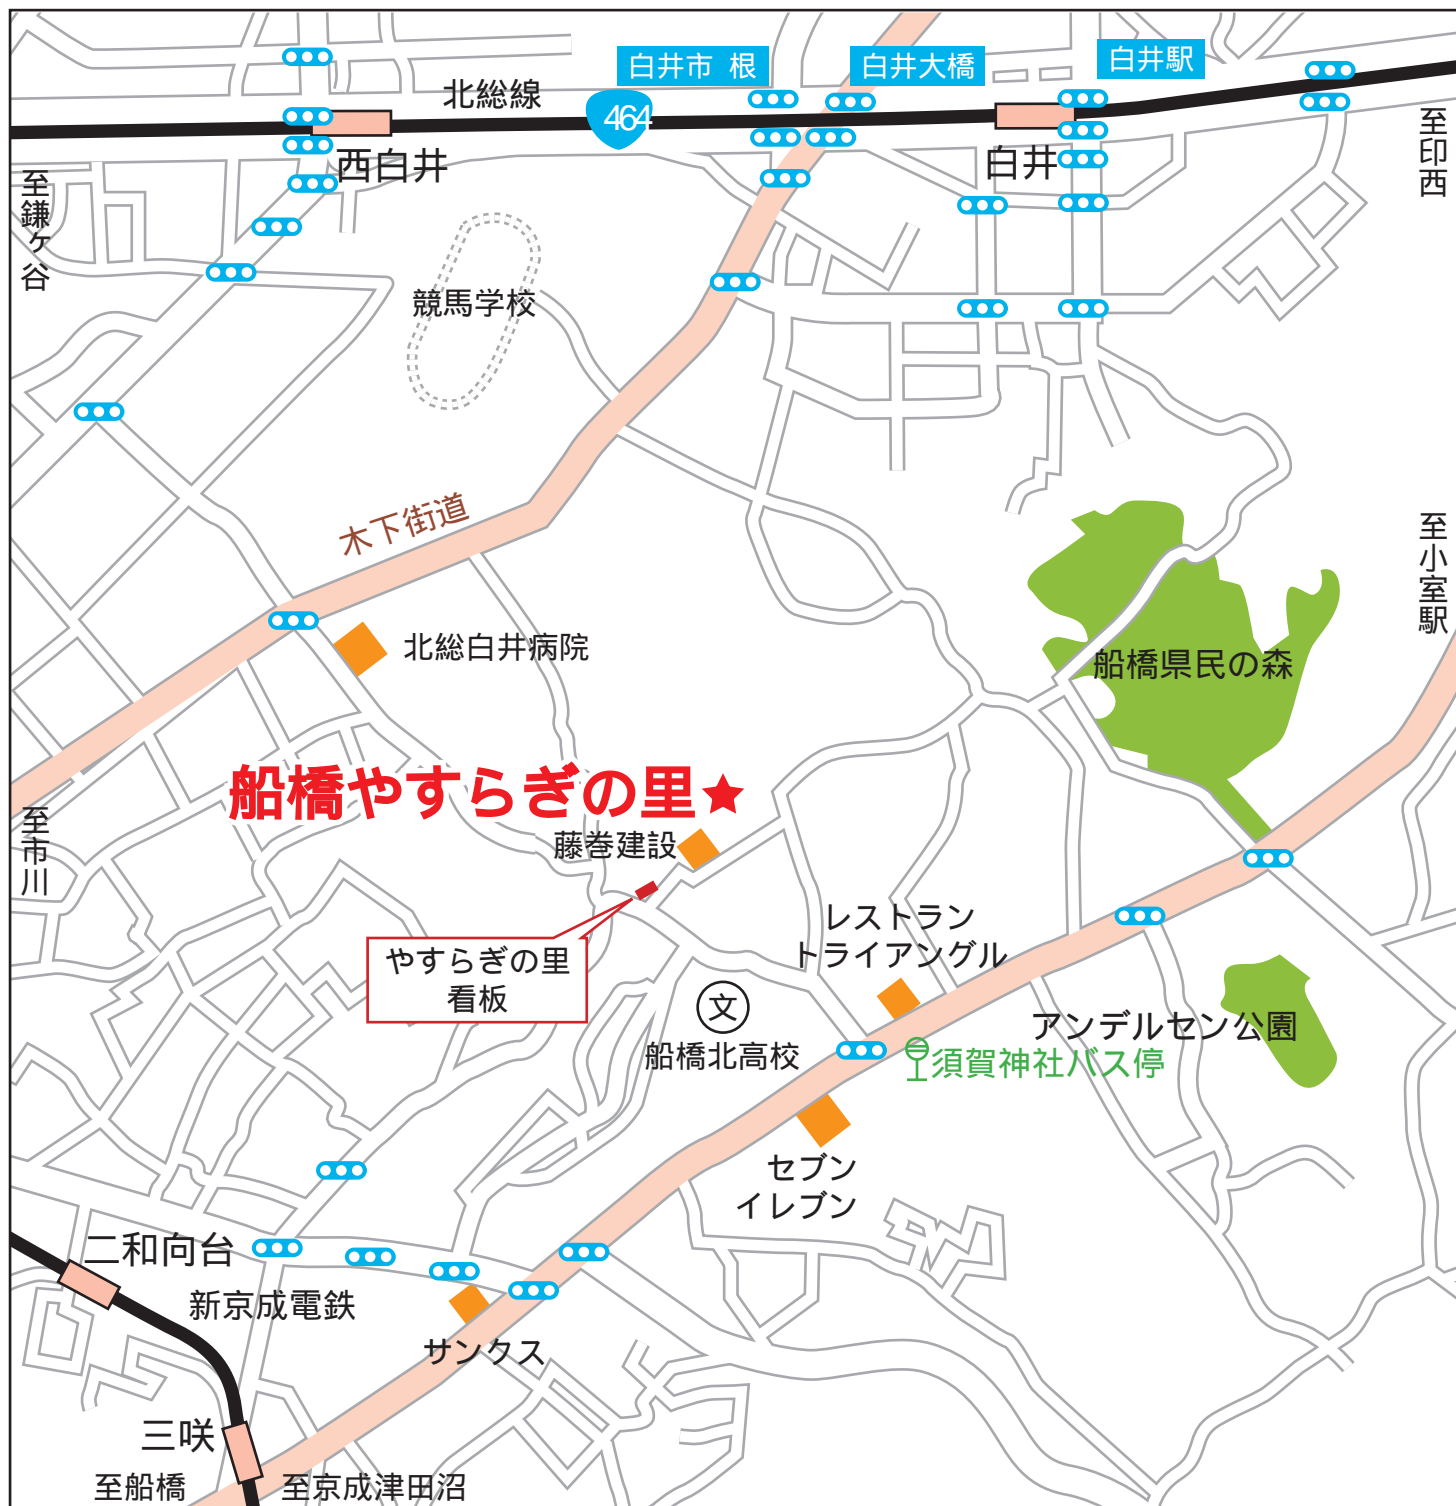 白井市 根
白井大橋
白井駅
北総線
464
西白井
白井
至印西
至鎌ヶ谷
競馬学校
木下街道
至小室駅
北総白井病院
船橋県民の森
船橋やすらぎの里★
至市川
藤巻建設
レストラン
トライアングル
やすらぎの里
看板
文
船橋北高校
アンデルセン公園
須賀神社バス停
セブン
イレブン
二和向台
新京成電鉄
サンクス
三咲
至船橋
至京成津田沼